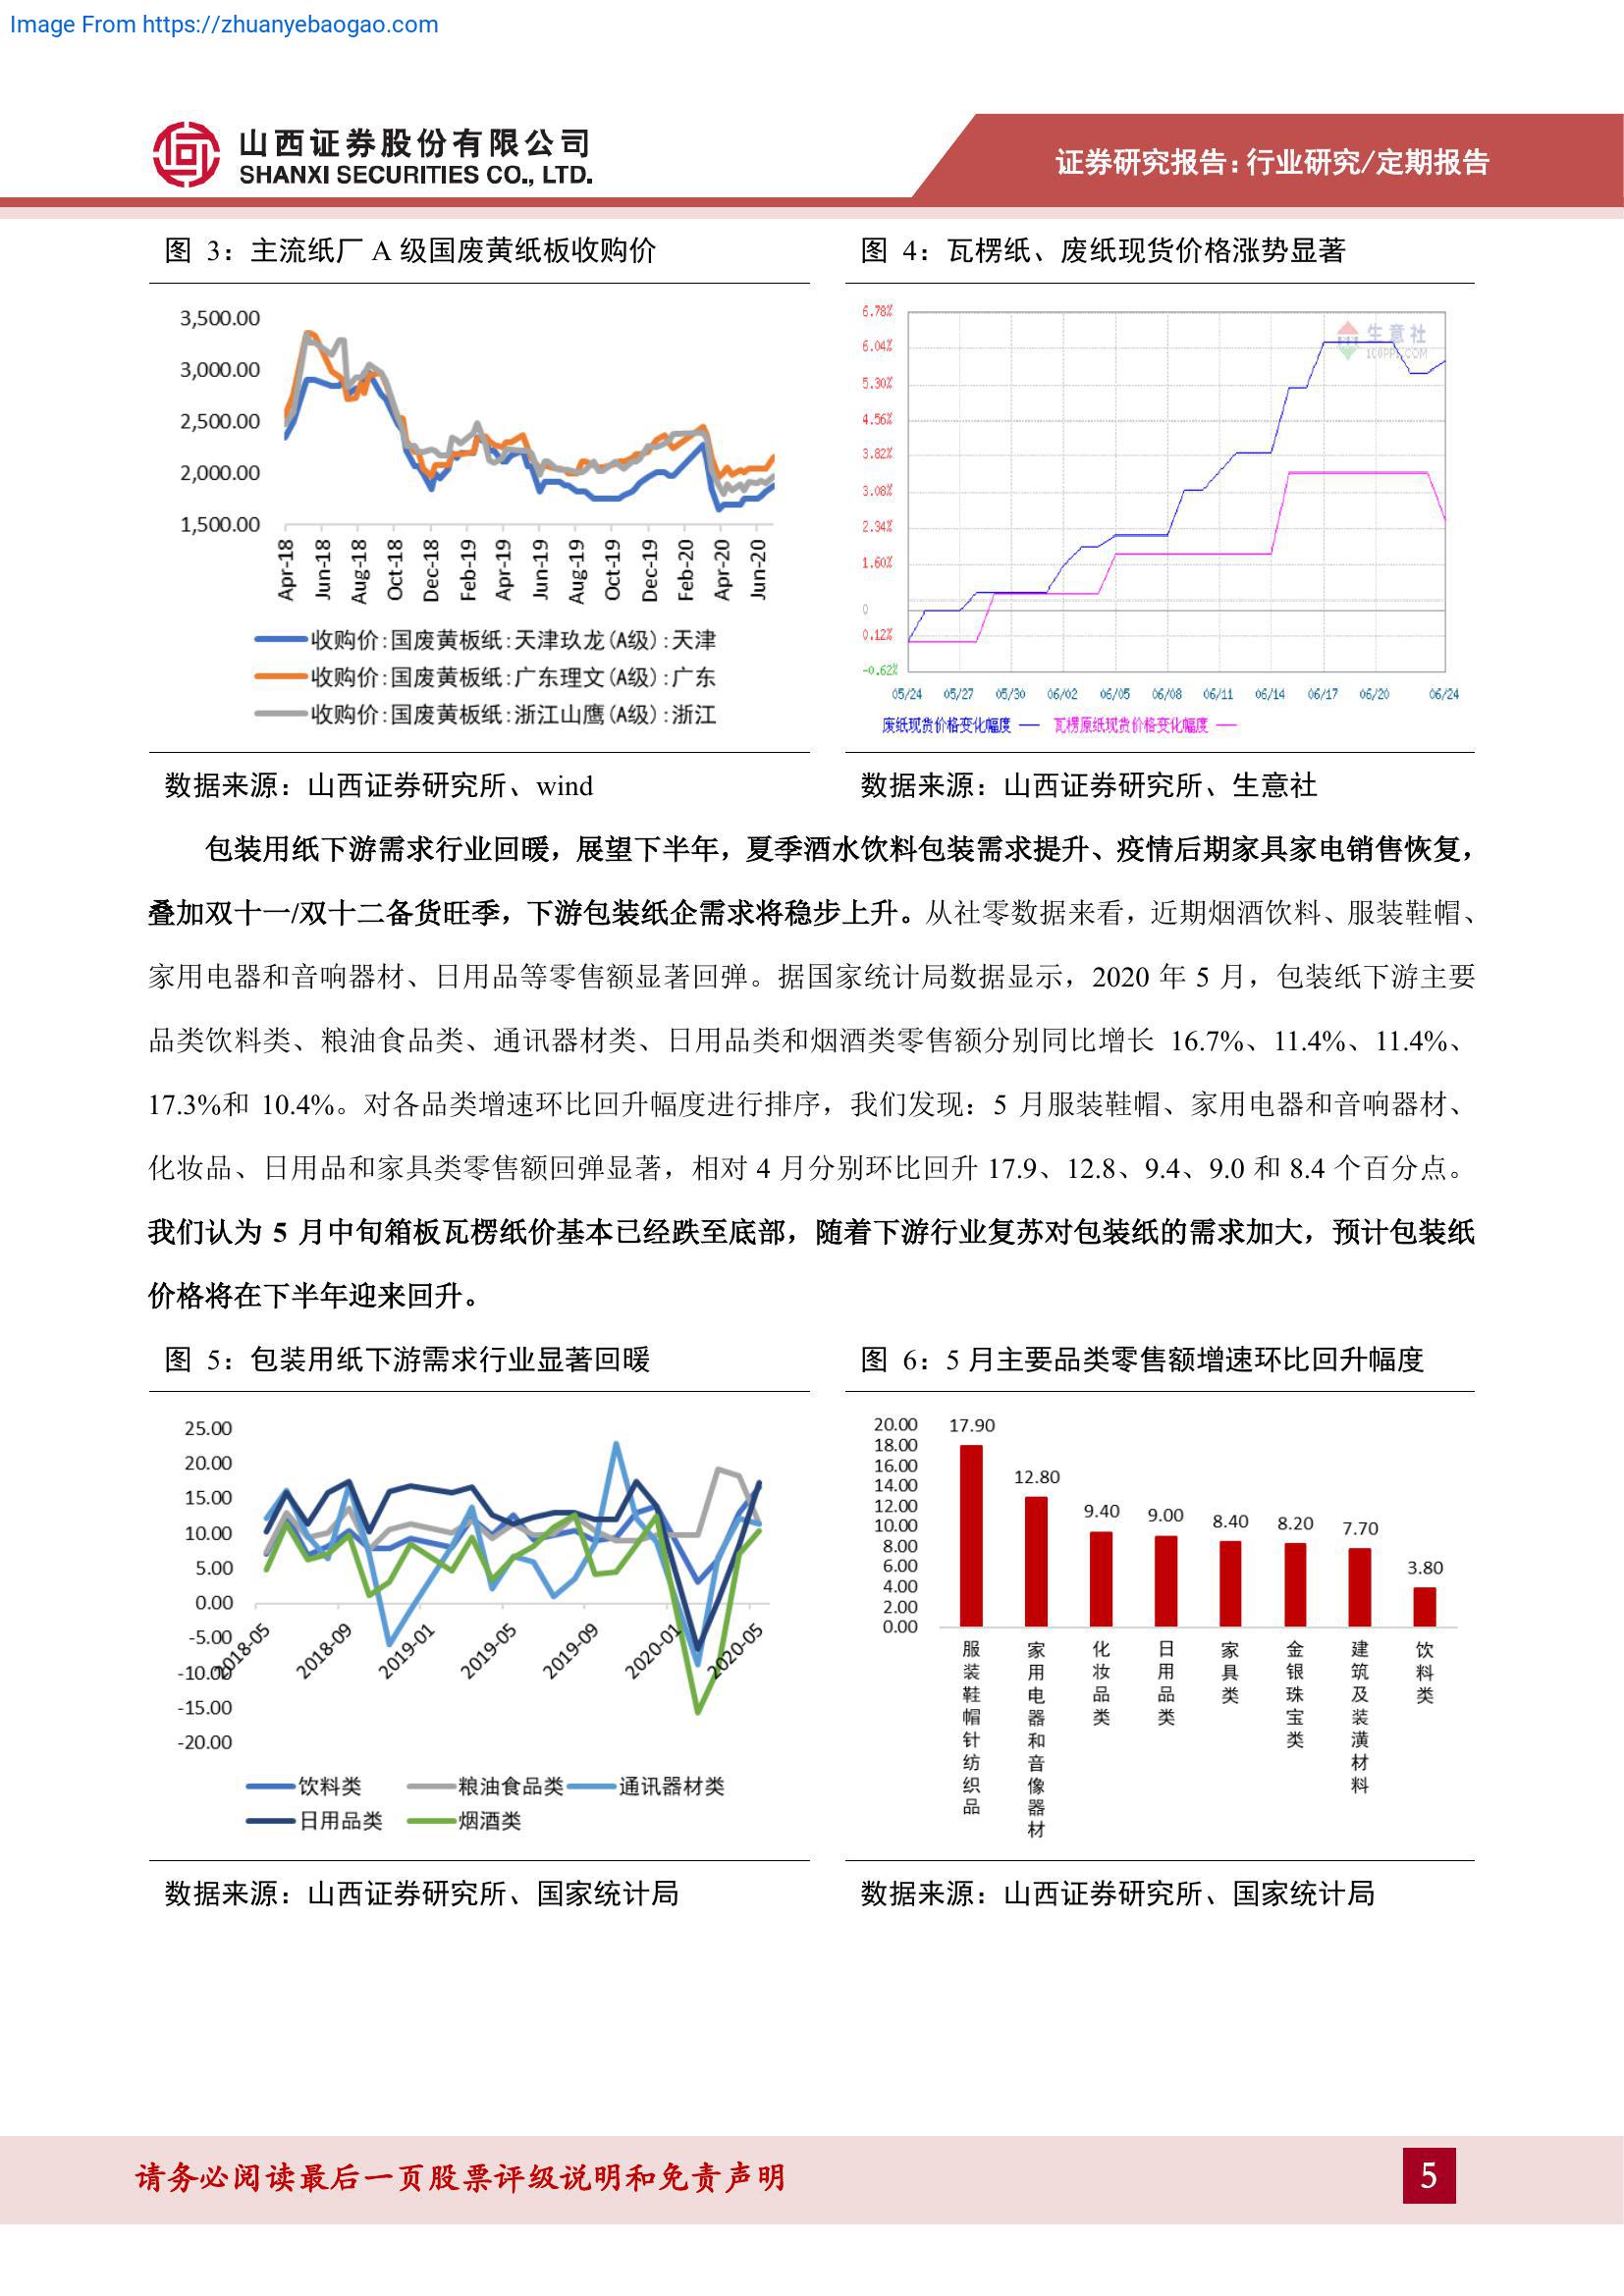 Image From https://zhuanyebaogao.com
山西证券股份有限公司
SHANXI SECURITIES CO., LTD.
证券研究报告：行业研究/定期报告
图 3：主流纸厂 A 级国废黄纸板收购价
3,500.00
3,000.00
2,500.00
2,000.00
1,500.00
Apr-18 Jun-18 Aug-18 Oct-18 Dec-18 Feb-19 Apr-19 Jun-19 Aug-19 Oct-19 Dec-19 Feb-20 Apr-20 Jun-20
收购价:国废黄板纸:天津玖龙(A级):天津
收购价:国废黄板纸:广东理文(A级):广东
收购价:国废黄板纸:浙江山鹰(A级):浙江
数据来源：山西证券研究所、wind
图 4：瓦楞纸、废纸现货价格涨势显著
生意社
100PPI.COM
6.78%
6.04%
5.30%
4.56%
3.82%
3.08%
2.34%
1.60%
0
0.12%
-0.62%
05/24 05/27 05/30 06/02 06/05 06/08 06/11 06/14 06/17 06/20 06/24
废纸现货价格变化幅度 瓦楞原纸现货价格变化幅度
数据来源：山西证券研究所、生意社
包装用纸下游需求行业回暖，展望下半年，夏季酒水饮料包装需求提升、疫情后期家具家电销售恢复，
叠加双十一/双十二备货旺季，下游包装纸企需求将稳步上升。从社零数据来看，近期烟酒饮料、服装鞋帽、
家用电器和音响器材、日用品等零售额显著回弹。据国家统计局数据显示，2020 年 5 月，包装纸下游主要
品类饮料类、粮油食品类、通讯器材类、日用品类和烟酒类零售额分别同比增长 16.7%、11.4%、11.4%、
17.3%和 10.4%。对各品类增速环比回升幅度进行排序，我们发现：5 月服装鞋帽、家用电器和音响器材、
化妆品、日用品和家具类零售额回弹显著，相对 4 月分别环比回升 17.9、12.8、9.4、9.0 和 8.4 个百分点。
我们认为 5 月中旬箱板瓦楞纸价基本已经跌至底部，随着下游行业复苏对包装纸的需求加大，预计包装纸
价格将在下半年迎来回升。
图 5：包装用纸下游需求行业显著回暖
25.00
20.00
15.00
10.00
5.00
0.00
-5.00
-10.00
-15.00
-20.00
2018-05 2018-09 2019-01 2019-05 2019-09 2020-01 2020-05
饮料类 粮油食品类 通讯器材类
日用品类 烟酒类
数据来源：山西证券研究所、国家统计局
图 6：5 月主要品类零售额增速环比回升幅度
20.00
18.00
16.00
14.00
12.00
10.00
8.00
6.00
4.00
2.00
0.00
17.90 12.80 9.40 9.00 8.40 8.20 7.70 3.80
服装鞋帽针纺织品
家用电器和音像器材
化妆品类
日用品类
家具类
金银珠宝类
建筑及装潢材料
饮料类
数据来源：山西证券研究所、国家统计局
请务必阅读最后一页股票评级说明和免责声明
5